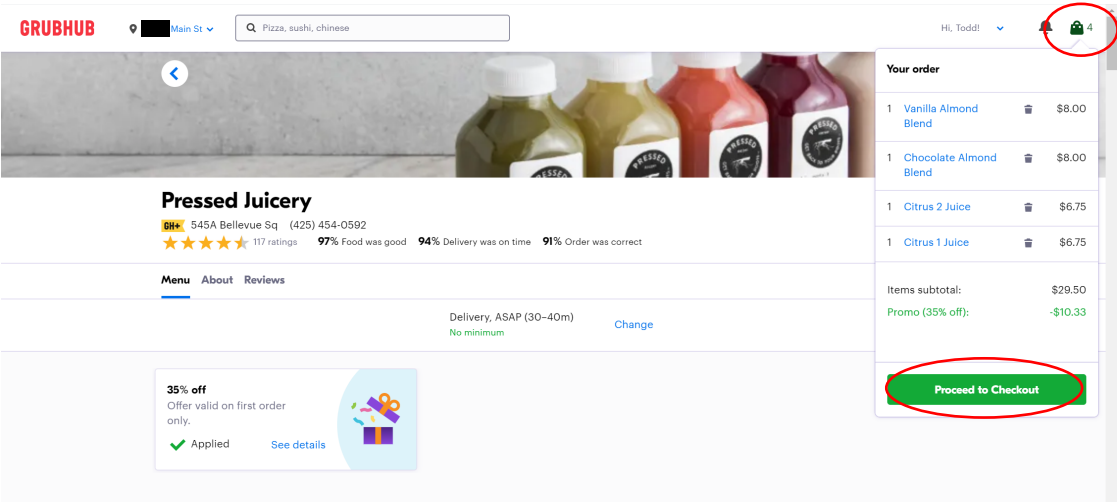 GRUBHUB
Main St
Pizza, sushi, chinese
Hi, Todd!
4
Your order
1 Vanilla Almond Blend $8.00
1 Chocolate Almond Blend $8.00
1 Citrus 2 Juice $6.75
1 Citrus 1 Juice $6.75
Items subtotal: $29.50
Promo (35% off): -$10.33
Proceed to Checkout
PRESSED
PRESSED
PRESSED
Pressed Juicery
GH+ 545A Bellevue Sq (425) 454-0592
117 ratings 97% Food was good 94% Delivery was on time 91% Order was correct
Menu About Reviews
Delivery, ASAP (30–40m)
No minimum
Change
35% off
Offer valid on first order
only.
Applied See details